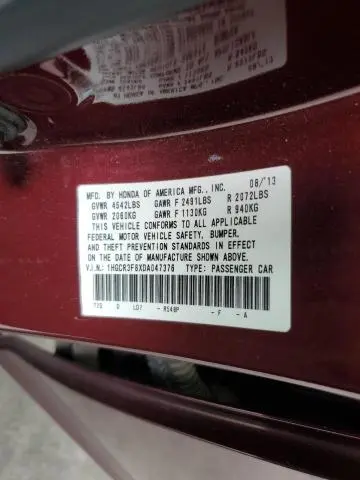 MFD. BY HONDA OF AMERICA MFG., INC. 06/13
GVWR 4542LBS GAWR F 2491LBS R 2072LBS
GVWR 2060KG GAWR F 1130KG R 940KG
THIS VEHICLE CONFORMS TO ALL APPLICABLE
FEDERAL MOTOR VEHICLE SAFETY, BUMPER,
AND THEFT PREVENTION STANDARDS IN EFFECT
ON THE DATE OF MANUFACTURE SHOWN ABOVE.
V.I.N.: 1HGCR3F8XDA047376 TYPE: PASSENGER CAR
R548P - F - A